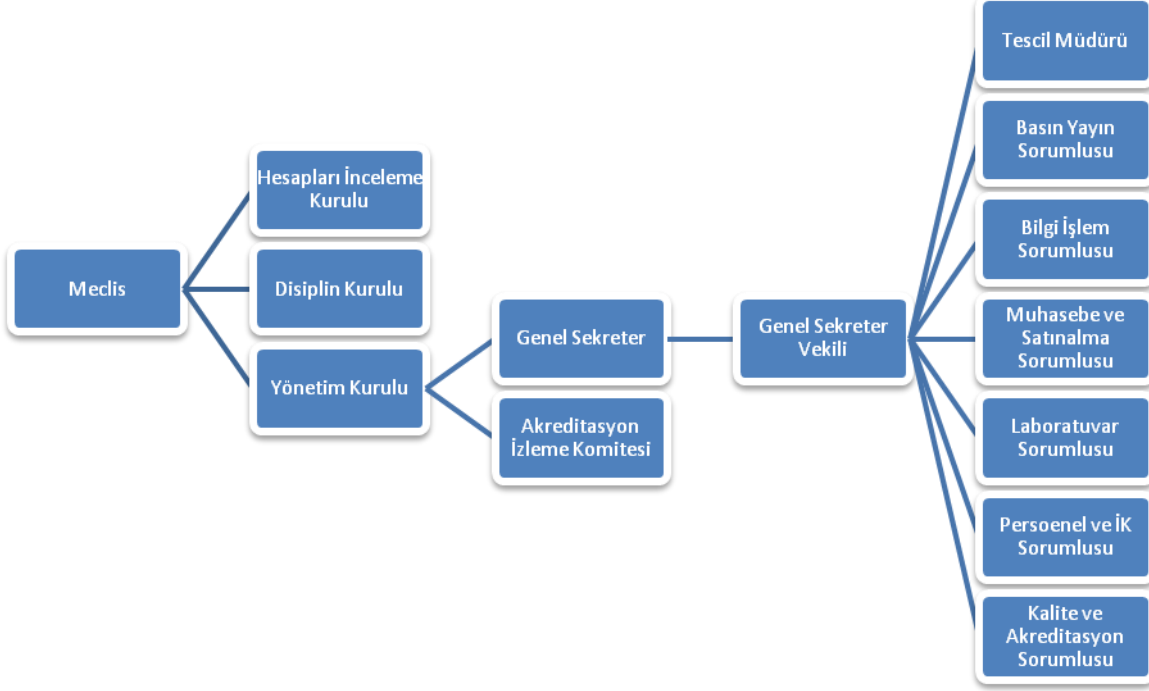 Meclis
Hesapları İnceleme
Kurulu
Disiplin Kurulu
Yönetim Kurulu
Genel Sekreter
Akreditasyon
İzleme Komitesi
Genel Sekreter
Vekili
Tescil Müdürü
Basın Yayın
Sorumlusu
Bilgi İşlem
Sorumlusu
Muhasebe ve
Satınalma
Sorumlusu
Laboratuvar
Sorumlusu
Persoenel ve İK
Sorumlusu
Kalite ve
Akreditasyon
Sorumlusu